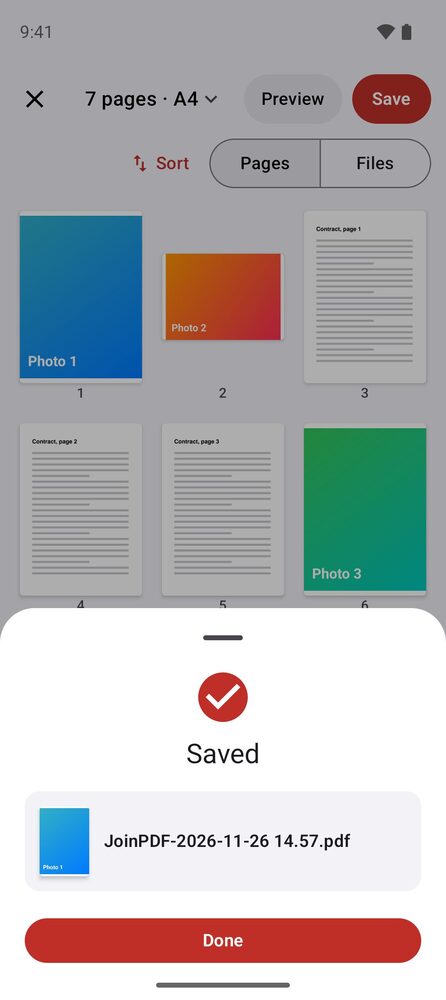 9:41
7 pages · A4
Preview
Save
Sort
Pages
Files
Photo 1
1
Photo 2
2
Contract, page 1
3
Contract, page 2
4
Contract, page 3
5
Photo 3
6
Saved
Photo 1
JoinPDF-2026-11-26 14.57.pdf
Done